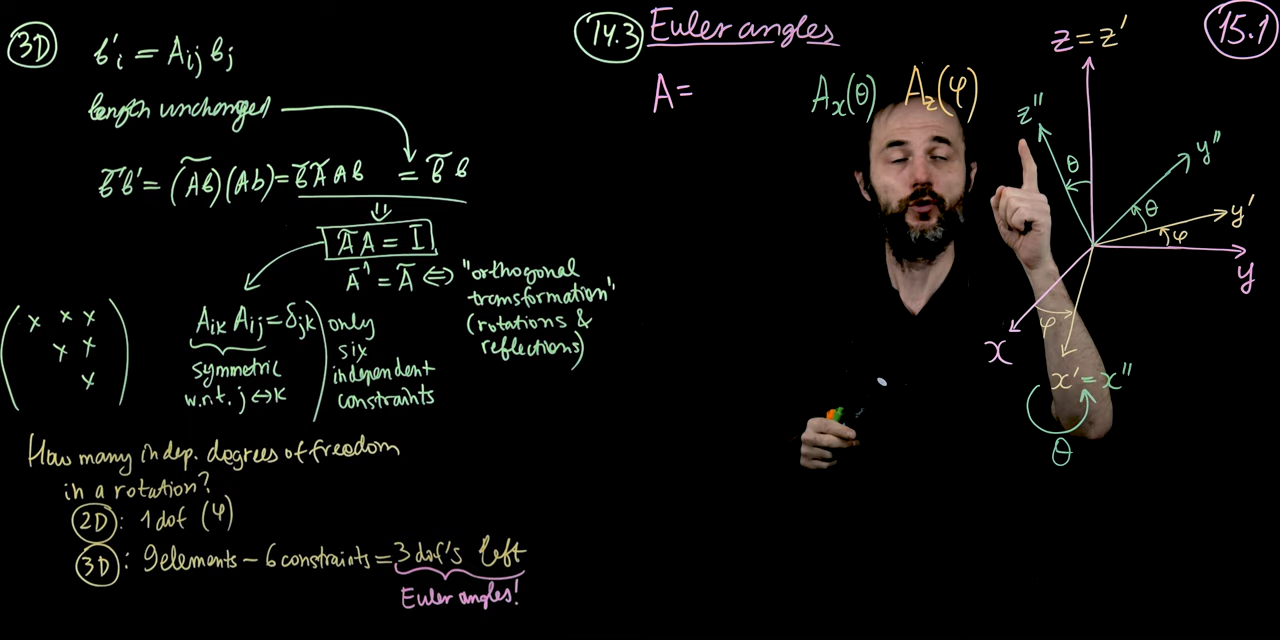 3D b'ᵢ = Aᵢⱼ bⱼ
length unchanged
b̃'b' = (Ãb)(Ab) = b̃ÃAb = b̃ b
⇓
ÃA = I
A⁻¹ = Ã ⇔ "orthogonal
transformation"
(rotations &
reflections)
( x x x
x x
x )
Aᵢₖ Aᵢⱼ = δⱼₖ
symmetric
w.r.t. j ↔ k
only
six
independent
constraints
How many indep. degrees of freedom
in a rotation?
2D: 1 dof (φ)
3D: 9 elements – 6 constraints = 3 dof's left
Euler angles!
14.3 Euler angles
A = Aₓ(θ) A_z(φ)
15.1
z = z'
z''
θ
y''
θ
y'
φ
y
x
φ
x' = x''
θ